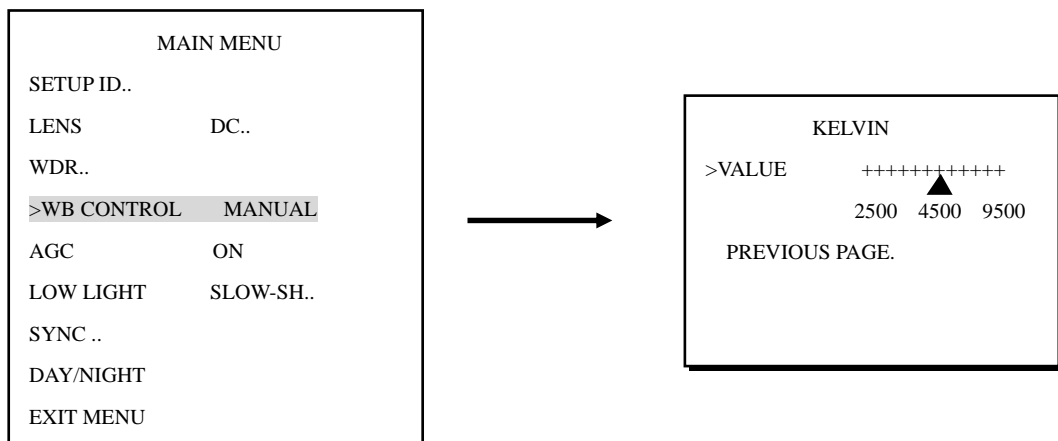 MAIN MENU
SETUP ID..
LENS DC..
WDR..
>WB CONTROL MANUAL
AGC ON
LOW LIGHT SLOW-SH..
SYNC ..
DAY/NIGHT
EXIT MENU
KELVIN
>VALUE ++++++++++++
2500 4500 9500
PREVIOUS PAGE.